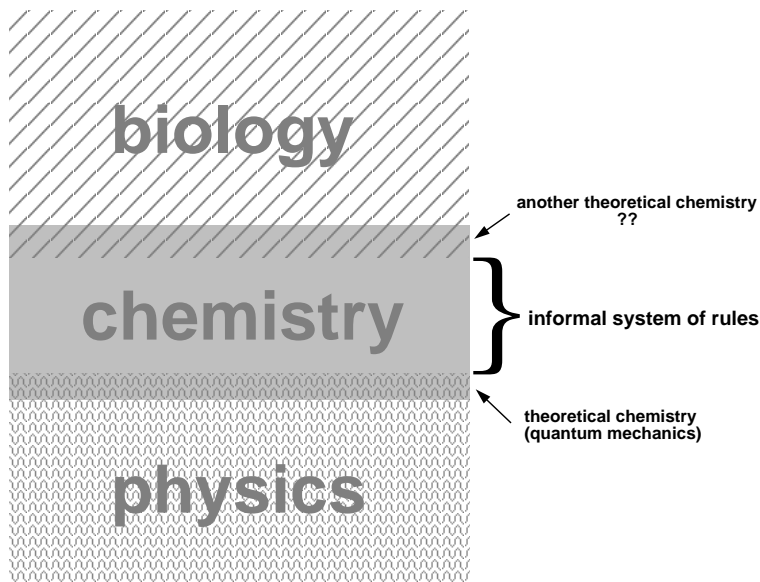 biology
another theoretical chemistry
??
chemistry
informal system of rules
theoretical chemistry
(quantum mechanics)
physics